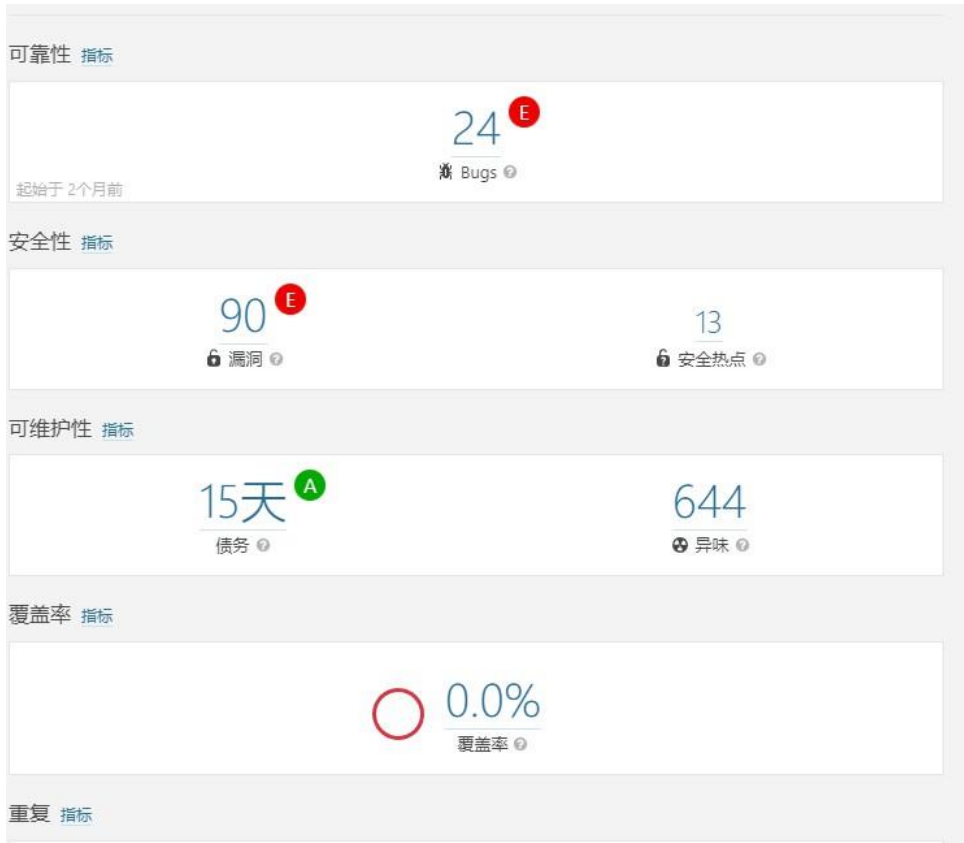 可靠性 指标
24 E
Bugs
起始于 2个月前
安全性 指标
90 E 13
漏洞 安全热点
可维护性 指标
15天 A 644
债务 异味
覆盖率 指标
0.0%
覆盖率
重复 指标